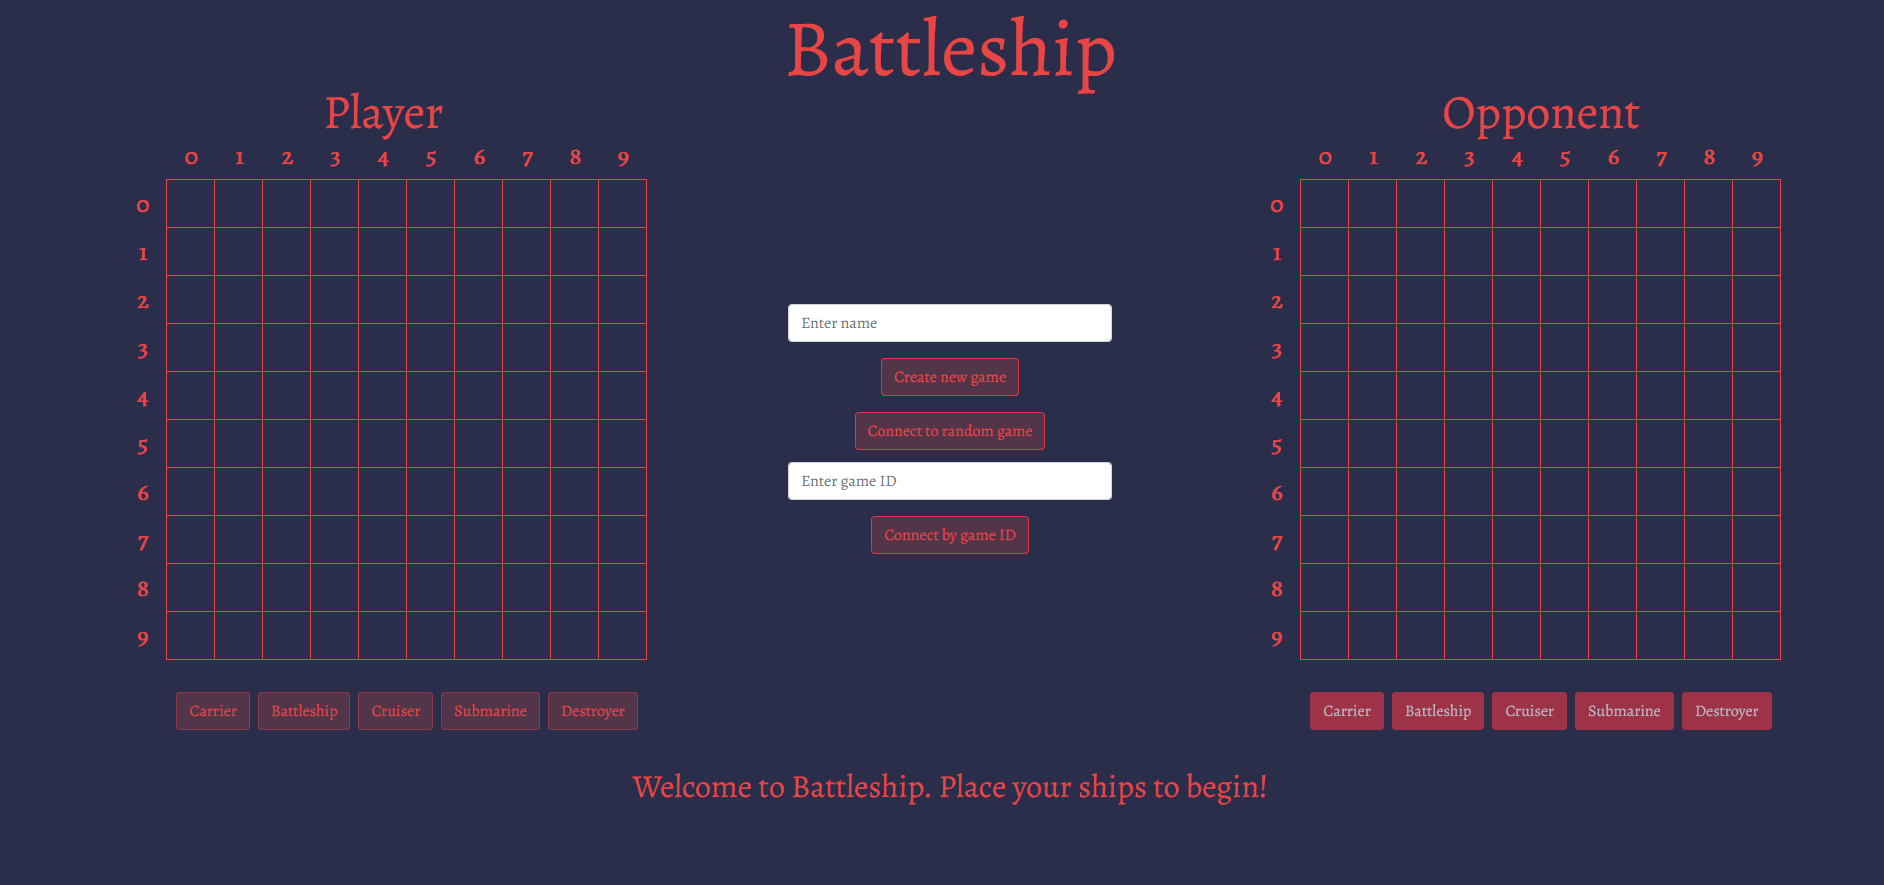 Battleship
Player
0 1 2 3 4 5 6 7 8 9
0
1
2
3
4
5
6
7
8
9
Carrier Battleship Cruiser Submarine Destroyer
Enter name
Create new game
Connect to random game
Enter game ID
Connect by game ID
Opponent
0 1 2 3 4 5 6 7 8 9
0
1
2
3
4
5
6
7
8
9
Carrier Battleship Cruiser Submarine Destroyer
Welcome to Battleship. Place your ships to begin!